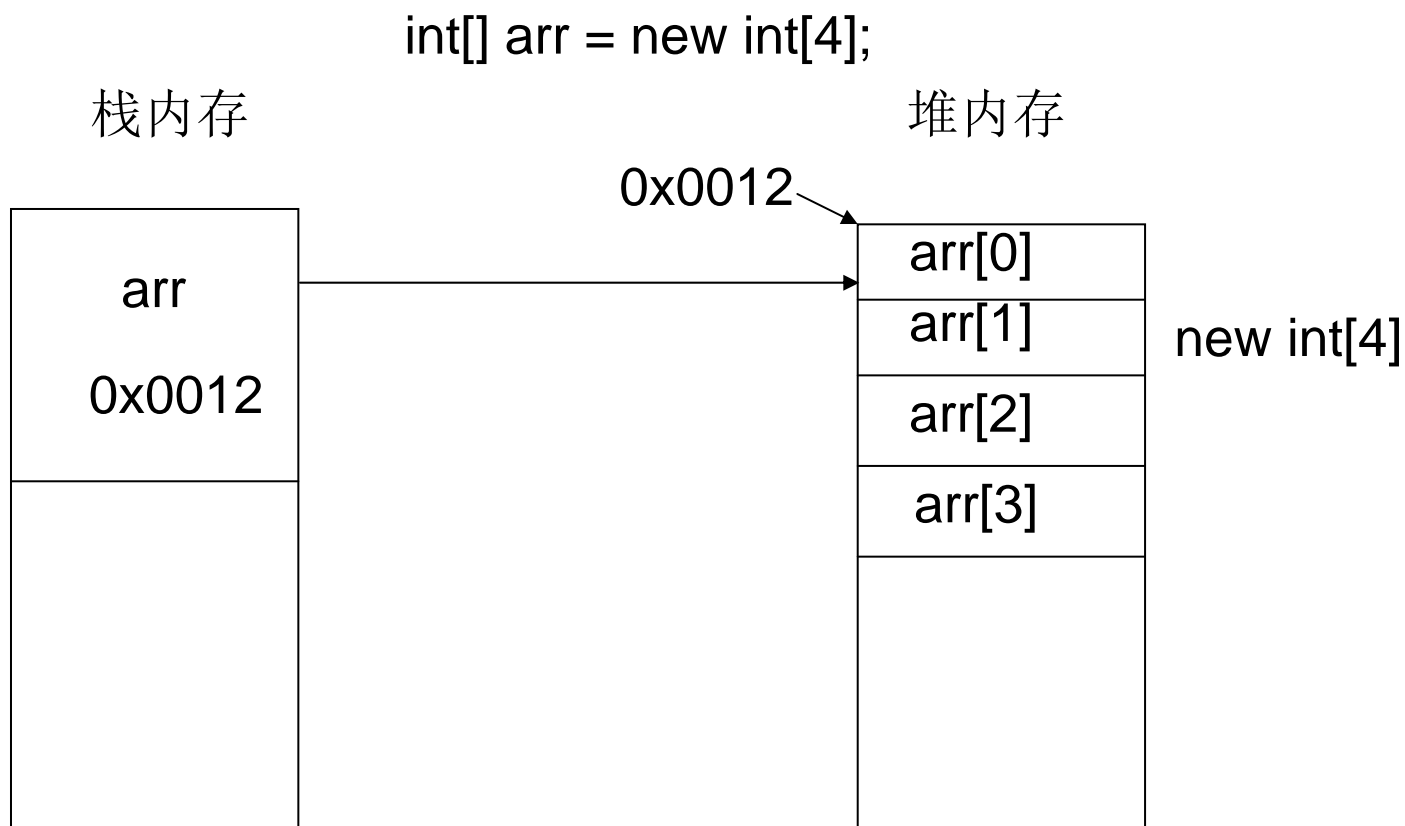 int[] arr = new int[4];
栈内存
堆内存
0x0012
arr
0x0012
arr[0]
arr[1]
arr[2]
arr[3]
new int[4]